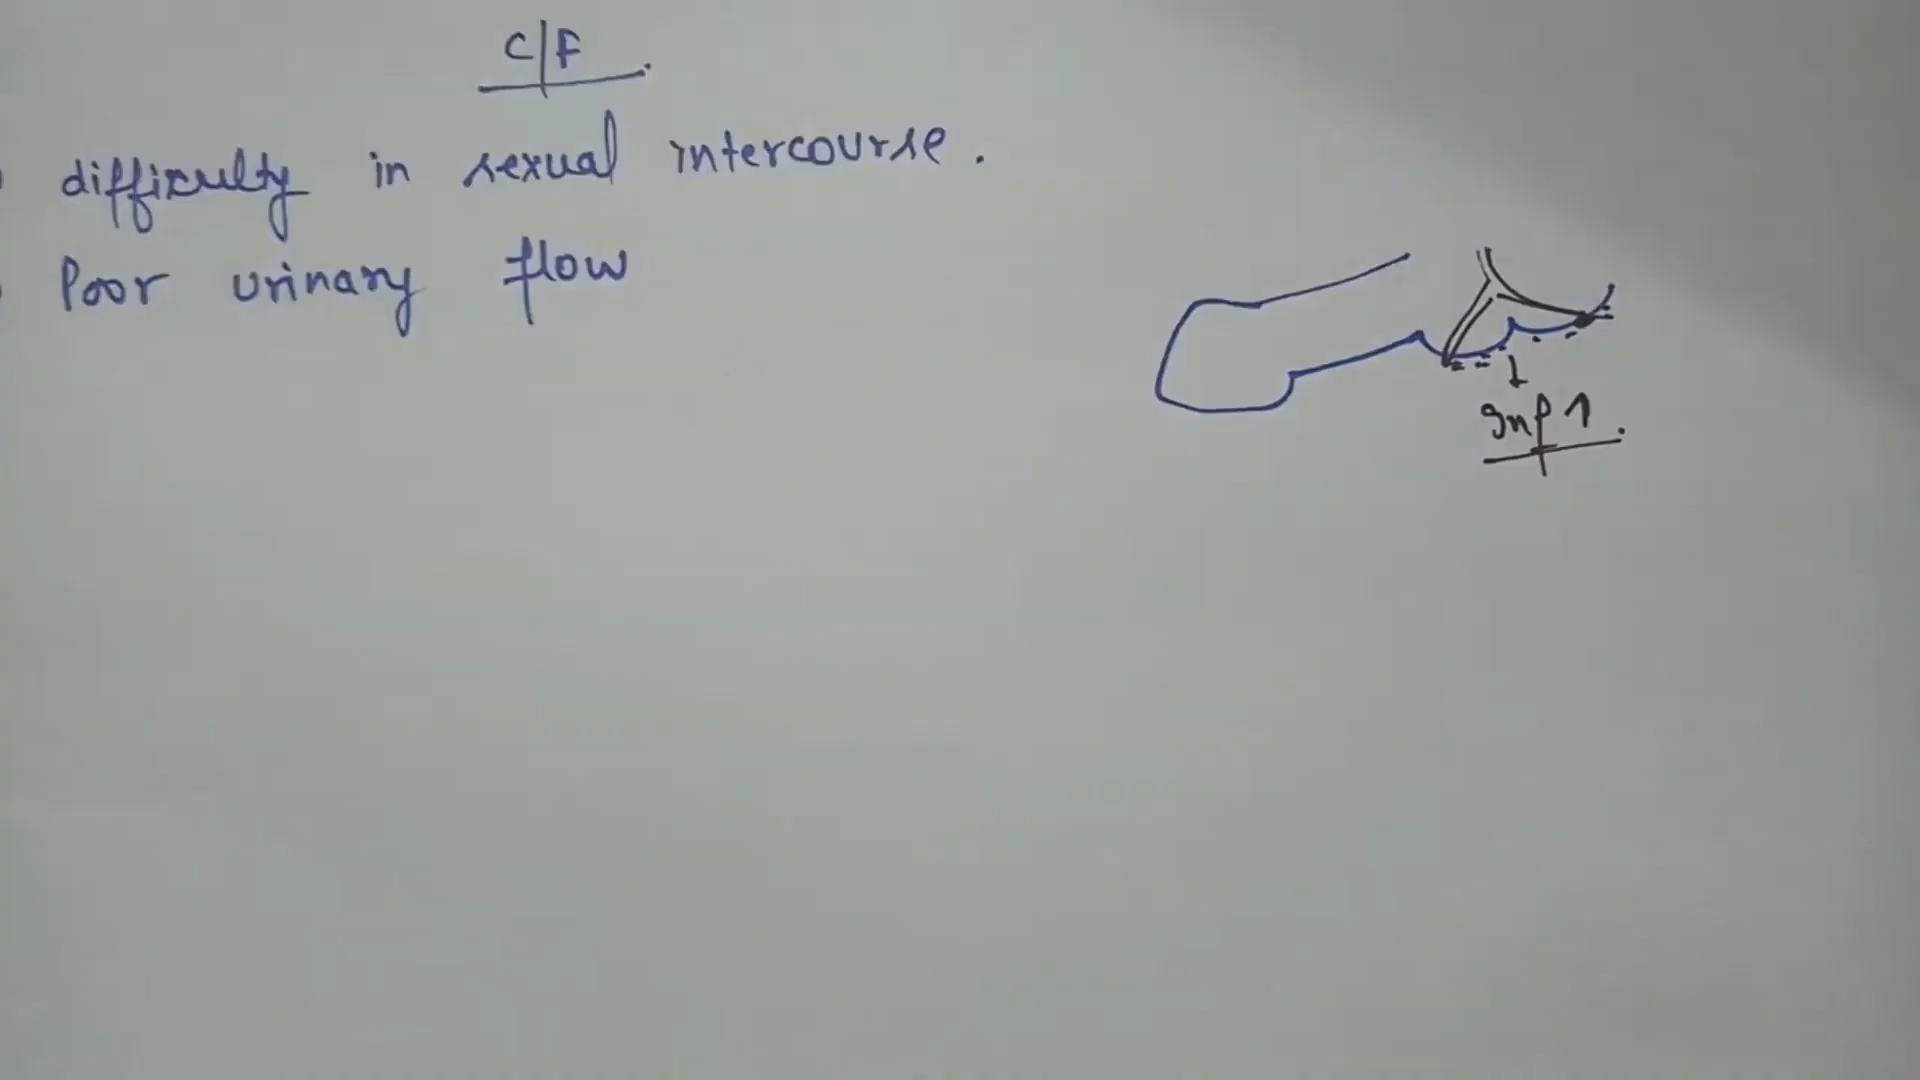 C/F
difficulty in sexual intercourse.
Poor urinary flow
Inf ↑